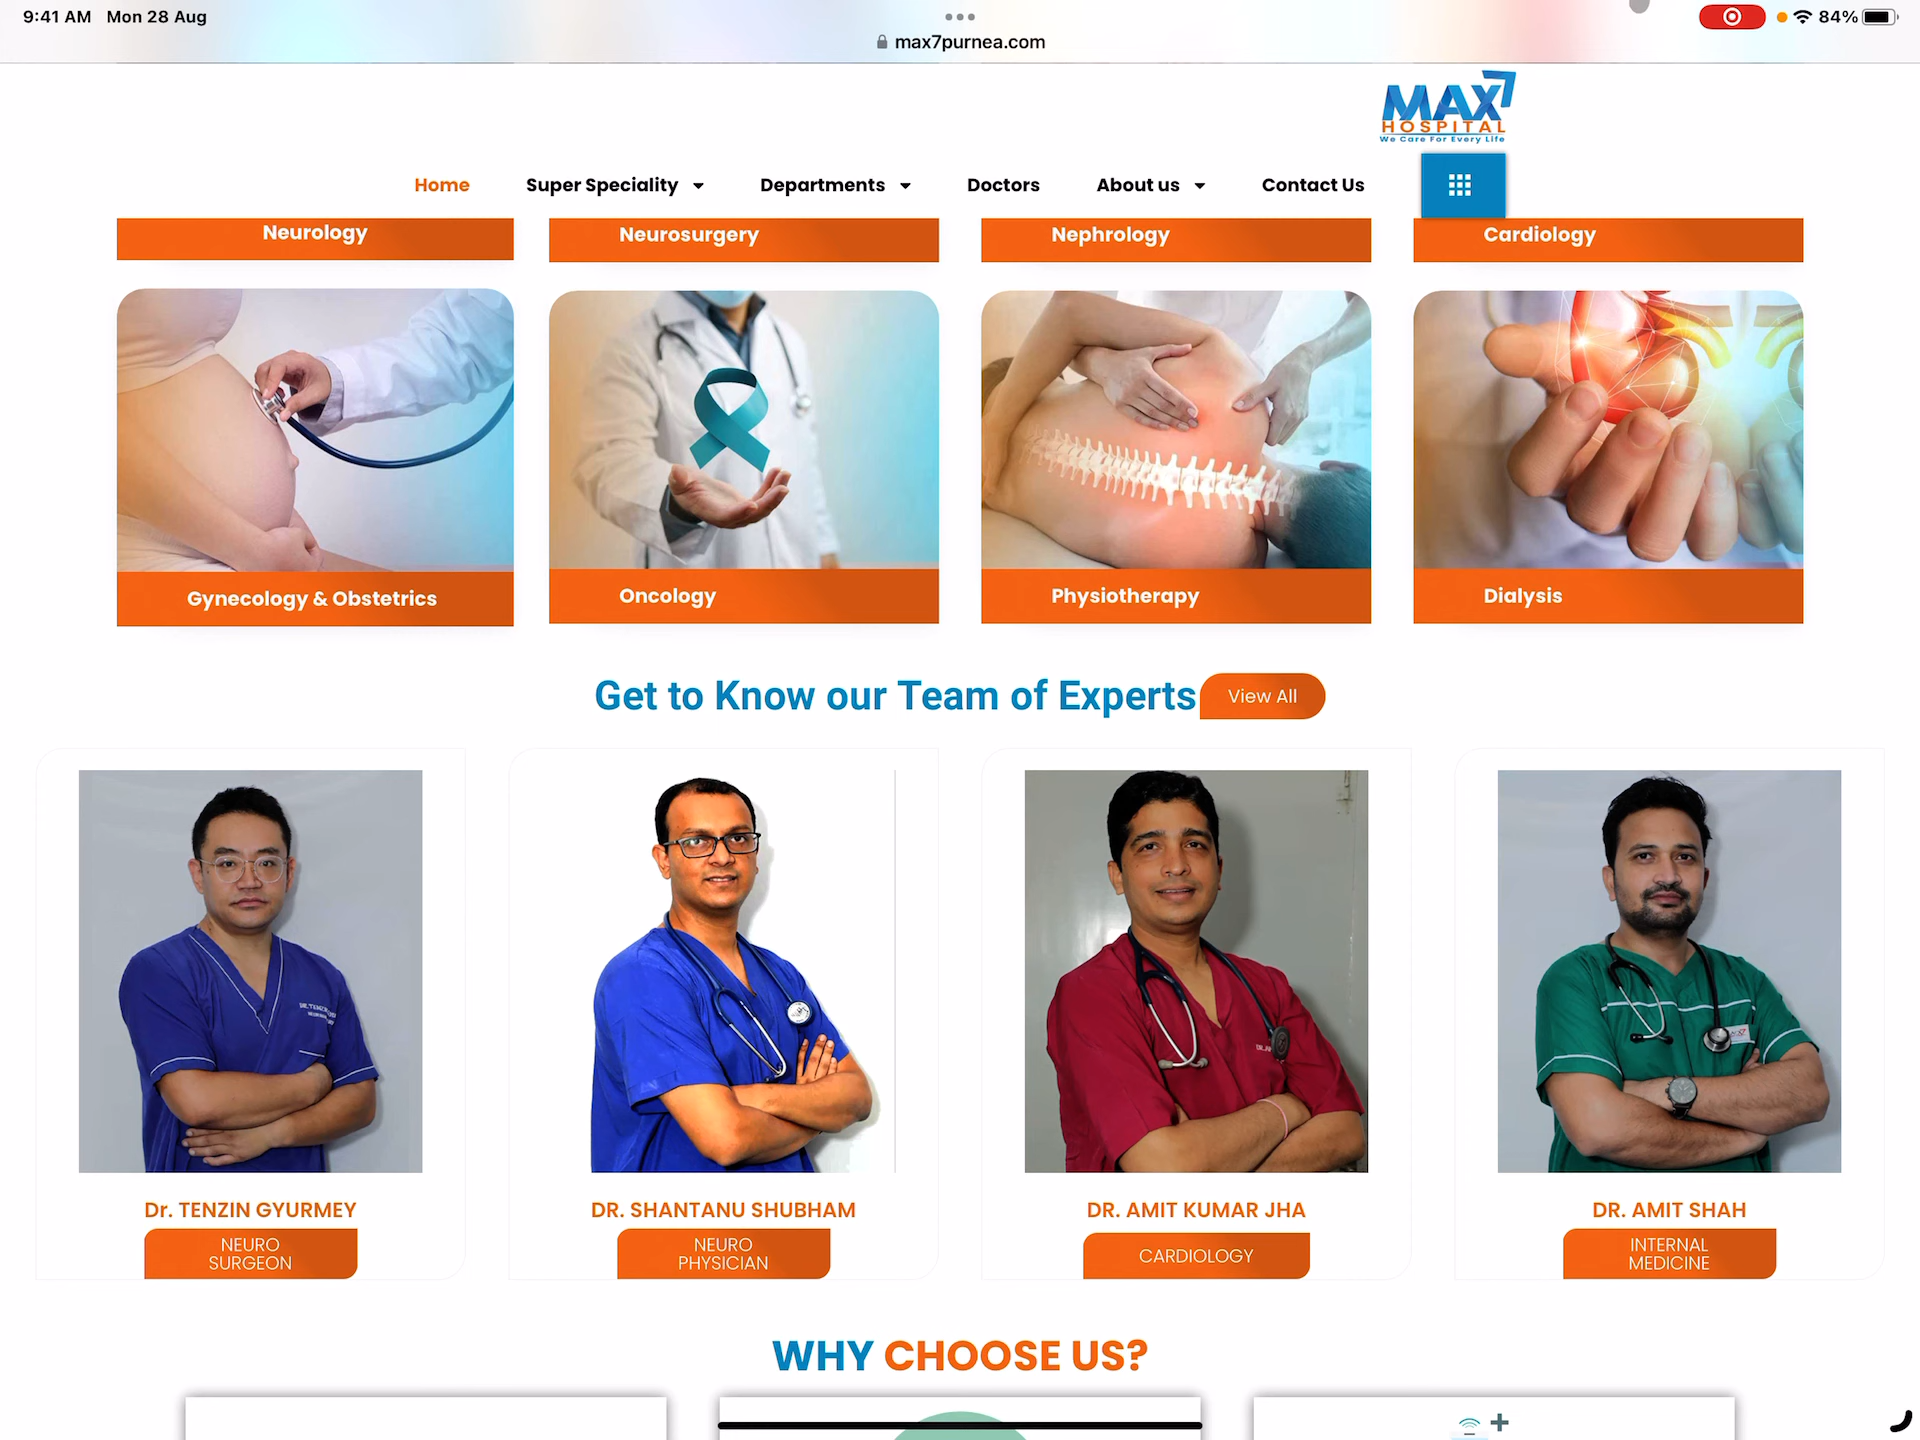 9:41 AM Mon 28 Aug
84%
max7purnea.com
MAX7
HOSPITAL
We Care For Every Life
Home Super Speciality Departments Doctors About us Contact Us
Neurology Neurosurgery Nephrology Cardiology
Gynecology & Obstetrics Oncology Physiotherapy Dialysis
Get to Know our Team of Experts View All
Dr. TENZIN GYURMEY
NEURO
SURGEON
DR. SHANTANU SHUBHAM
NEURO
PHYSICIAN
DR. AMIT KUMAR JHA
CARDIOLOGY
DR. AMIT SHAH
INTERNAL
MEDICINE
WHY CHOOSE US?